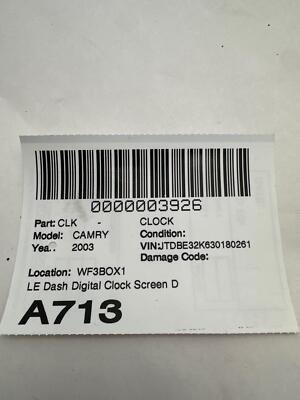 0000003926
Part: CLK - CLOCK
Model: CAMRY Condition:
Yea.. 2003 VIN:JTDBE32K630180261
Damage Code:
Location: WF3BOX1
LE Dash Digital Clock Screen D
A713